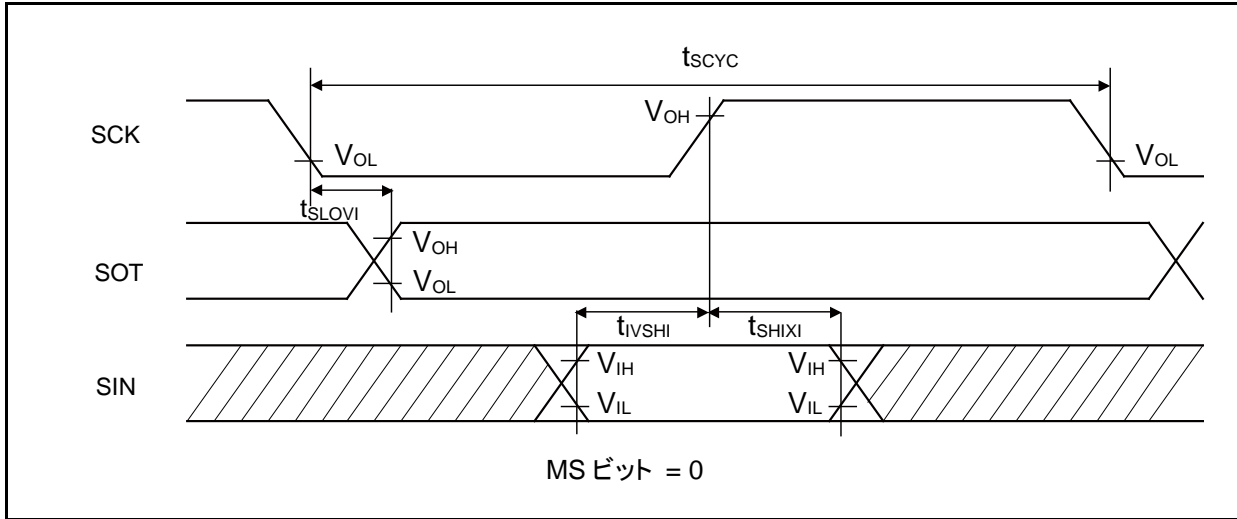 tSCYC
SCK
VOH
VOL
VOL
tSLOVI
SOT
VOH
VOL
tIVSHI
tSHIXI
SIN
VIH
VIH
VIL
VIL
MS ビット = 0